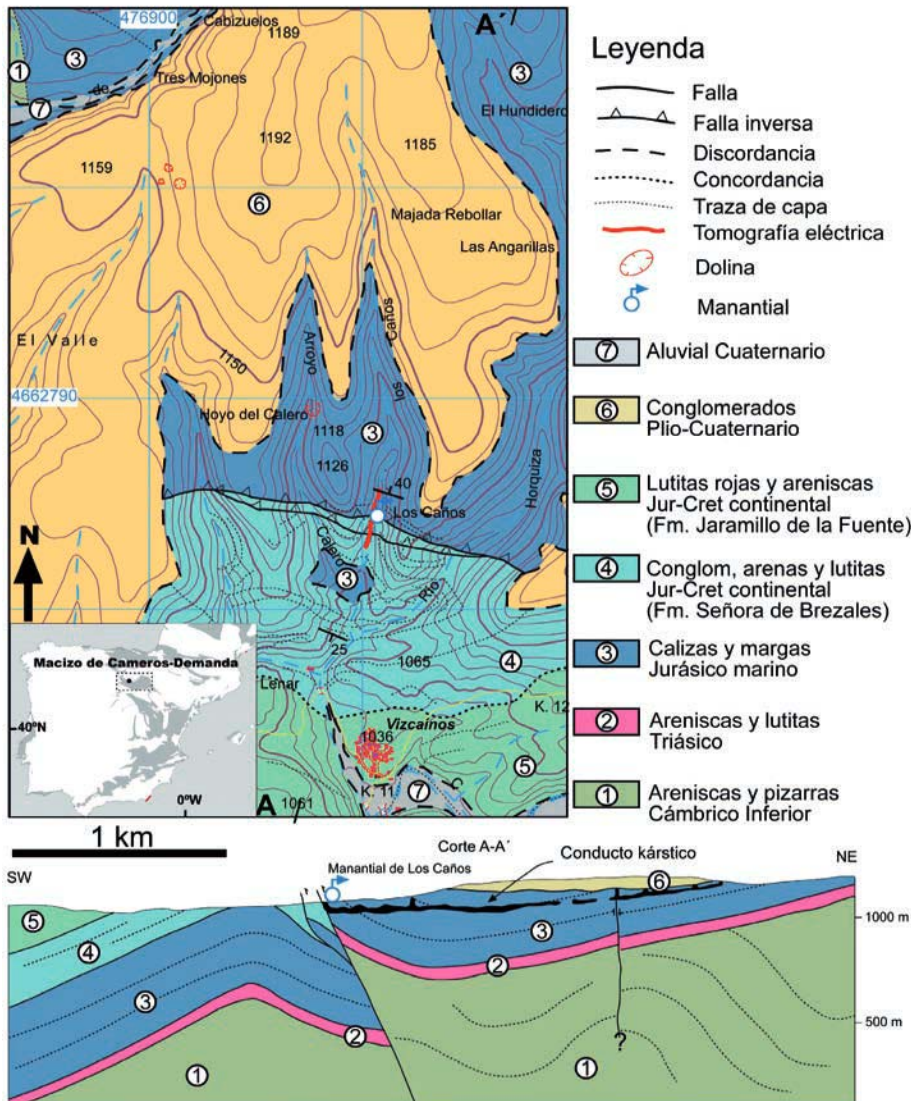 476900
Cabizuelos
A´
1189
3
1
3
de
Tres Mojones
El Hundidero
7
1192
1185
1159
6
Majada Rebollar
Las Angarillas
El Valle
Arroyo
Caños
los
1150
4662790
Hoyo del Calero
1118
3
1126
Horquiza
40
Los Caños
N
Calero
3
Río
25
1065
4
Macizo de Cameros-Demanda
Lenar
K. 12
Vizcaínos
40ºN
1036
5
K. 11
7
0ºW
A
1061
1 km
Leyenda
Falla
Falla inversa
Discordancia
Concordancia
Traza de capa
Tomografía eléctrica
Dolina
Manantial
7 Aluvial Cuaternario
6 Conglomerados
Plio-Cuaternario
5 Lutitas rojas y areniscas
Jur-Cret continental
(Fm. Jaramillo de la Fuente)
4 Conglom, arenas y lutitas
Jur-Cret continental
(Fm. Señora de Brezales)
3 Calizas y margas
Jurásico marino
2 Areniscas y lutitas
Triásico
1 Areniscas y pizarras
Cámbrico Inferior
Corte A-A´
SW
Manantial de Los Caños
Conducto kárstico
NE
6
5
1000 m
4
3
2
3
2
500 m
?
1
1